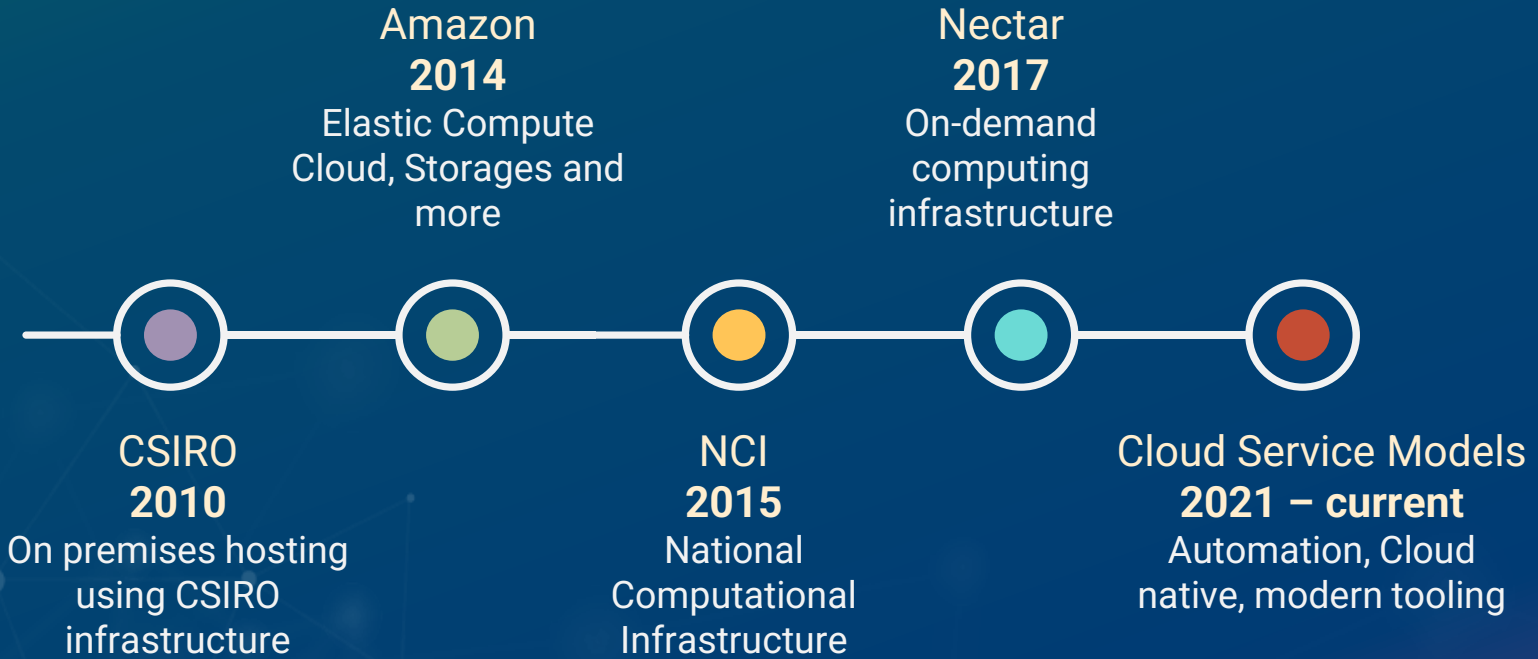 Amazon
2014
Elastic Compute
Cloud, Storages and
more
Nectar
2017
On-demand
computing
infrastructure
CSIRO
2010
On premises hosting
using CSIRO
infrastructure
NCI
2015
National
Computational
Infrastructure
Cloud Service Models
2021 – current
Automation, Cloud
native, modern tooling